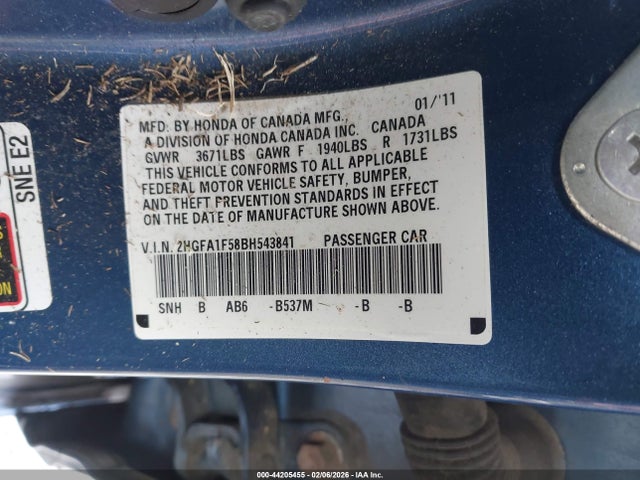 01/'11
MFD. BY HONDA OF CANADA MFG.,
A DIVISION OF HONDA CANADA INC. CANADA
GVWR 3671LBS GAWR F 1940LBS R 1731LBS
THIS VEHICLE CONFORMS TO ALL APPLICABLE
FEDERAL MOTOR VEHICLE SAFETY, BUMPER,
AND THEFT PREVENTION STANDARDS IN EFFECT
ON THE DATE OF MANUFACTURE SHOWN ABOVE.
V.I.N. 2HGFA1F58BH543841 PASSENGER CAR
SNH B AB6 -B537M -B -B
SNE E2
ON
000-44205455 - 02/06/2026 - IAA Inc.